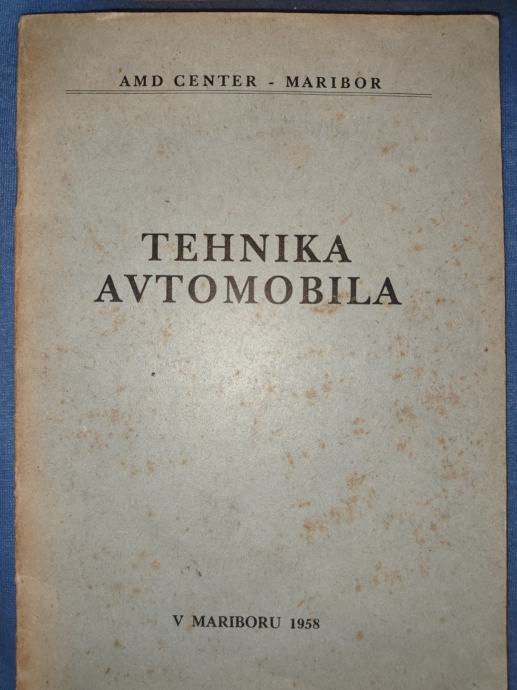 AMD CENTER - MARIBOR
TEHNIKA
AVTOMOBILA
V MARIBORU 1958